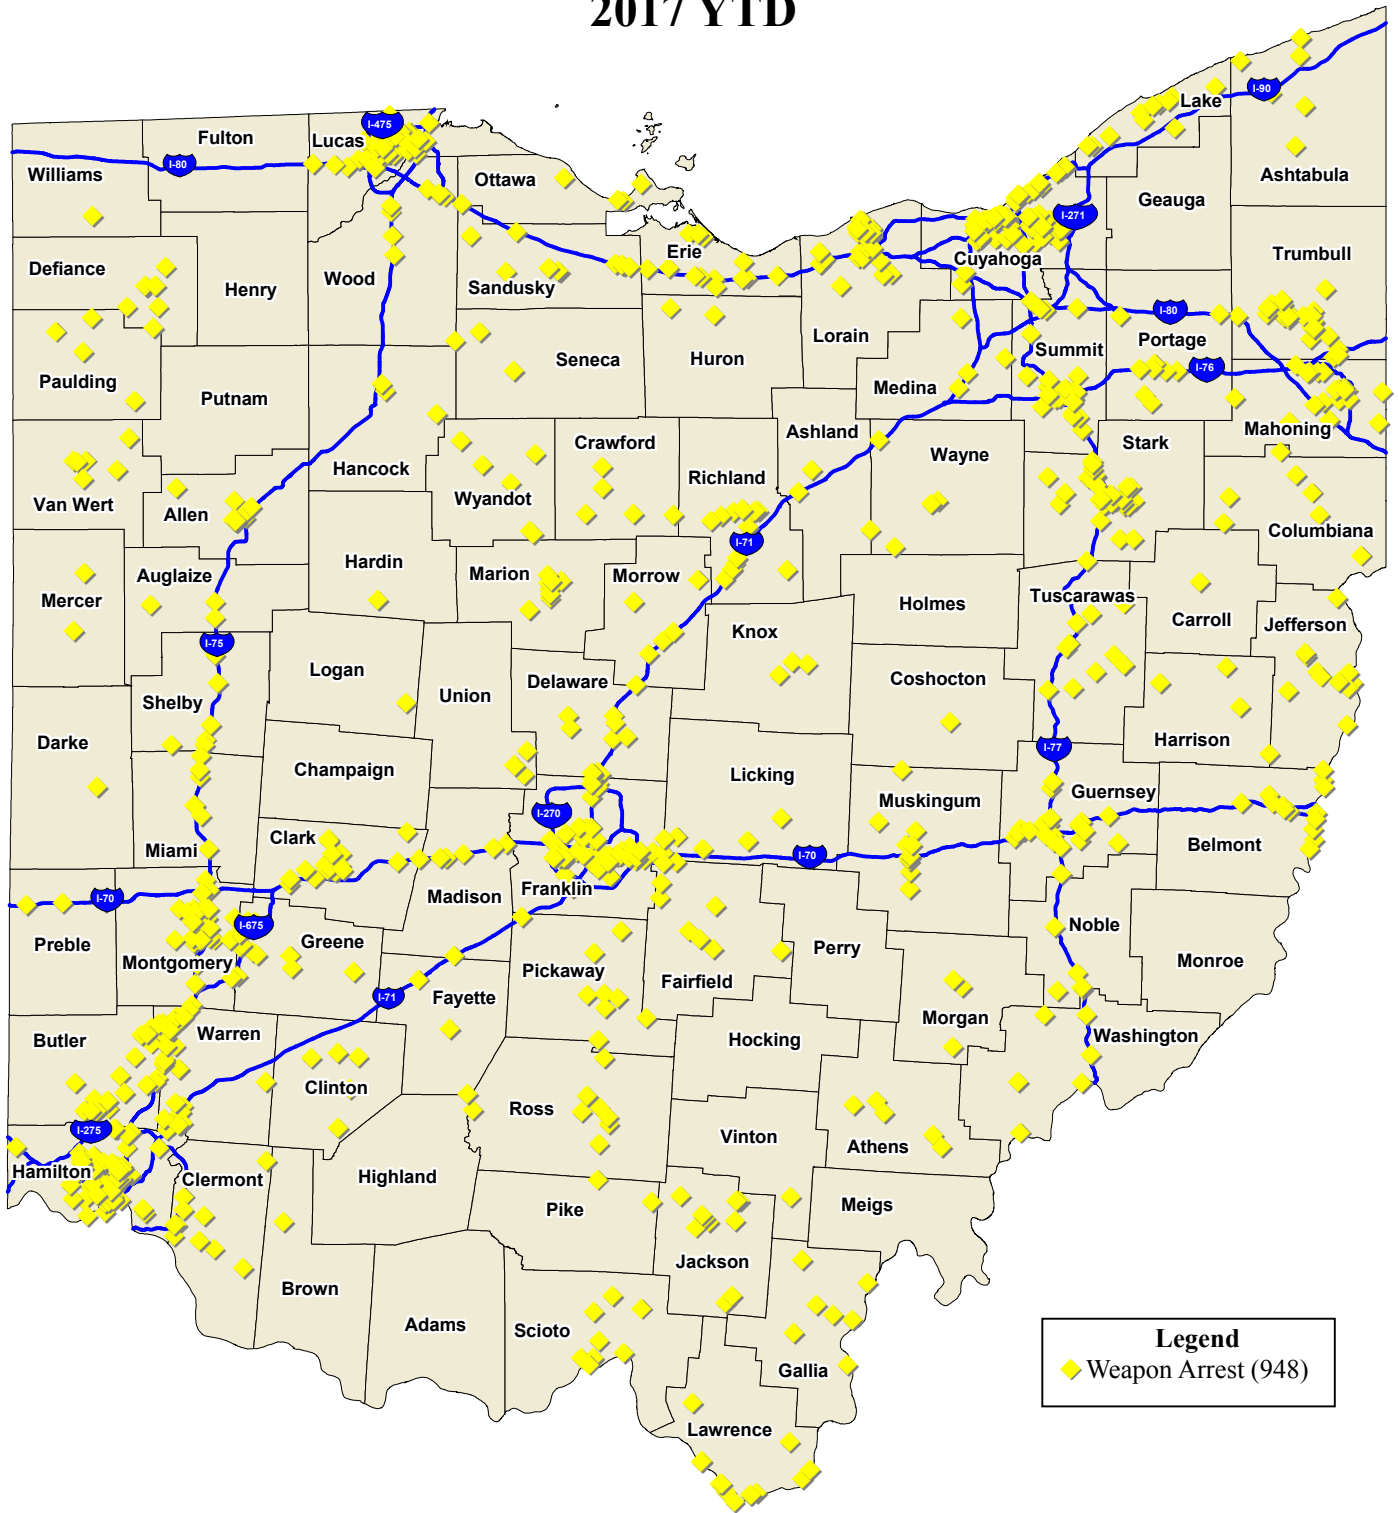 2017 YTD
I-475
Fulton
Lucas
I-80
Williams
Ottawa
Lake
I-90
Ashtabula
Geauga
I-271
Erie
Cuyahoga
Trumbull
Defiance
Henry
Wood
Sandusky
Lorain
I-80
Portage
Summit
I-76
Seneca
Huron
Medina
Paulding
Putnam
Ashland
Mahoning
Stark
Crawford
Wayne
Hancock
Richland
Wyandot
Van Wert
Allen
Columbiana
I-71
Hardin
Marion
Morrow
Auglaize
Mercer
Holmes
Tuscarawas
Carroll
Jefferson
Knox
I-75
Logan
Union
Delaware
Coshocton
Shelby
Darke
Harrison
I-77
Champaign
Licking
Guernsey
Muskingum
I-270
Clark
Miami
Belmont
I-70
Franklin
Madison
I-70
I-675
Noble
Preble
Greene
Perry
Montgomery
Monroe
Pickaway
Fairfield
I-71
Fayette
Morgan
Warren
Butler
Hocking
Washington
Clinton
Ross
I-275
Vinton
Athens
Hamilton
Clermont
Highland
Meigs
Pike
Jackson
Brown
Adams
Scioto
Gallia
Lawrence
Legend
Weapon Arrest (948)